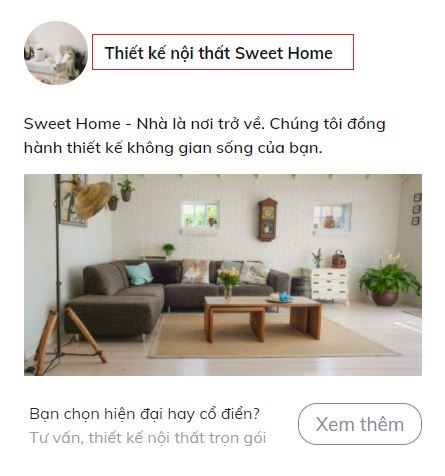 Thiết kế nội thất Sweet Home
Sweet Home - Nhà là nơi trở về. Chúng tôi đồng
hành thiết kế không gian sống của bạn.
Bạn chọn hiện đại hay cổ điển?
Tư vấn, thiết kế nội thất trọn gói
Xem thêm